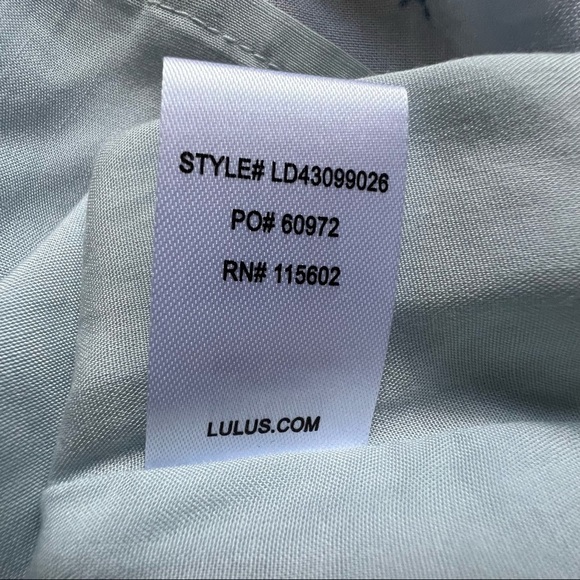 STYLE# LD43099026
PO# 60972
RN# 115602
LULUS.COM